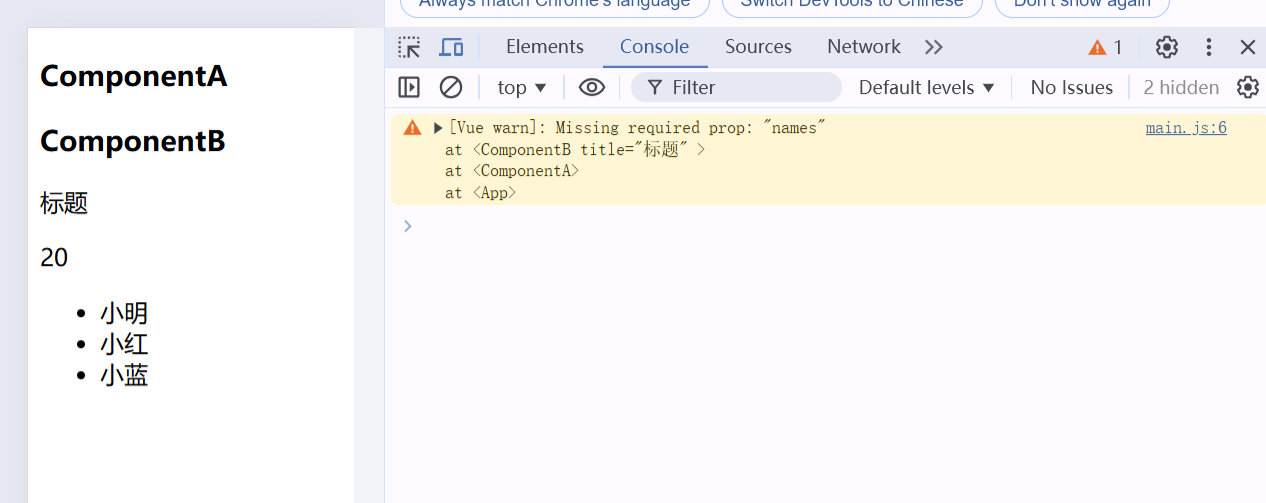 Always match Chrome's language
Switch DevTools to Chinese
Don't show again
Elements
Console
Sources
Network
1
top
Filter
Default levels
No Issues
2 hidden
[Vue warn]: Missing required prop: "names"
main.js:6
at <ComponentB title="标题" >
at <ComponentA>
at <App>
ComponentA
ComponentB
标题
20
小明
小红
小蓝